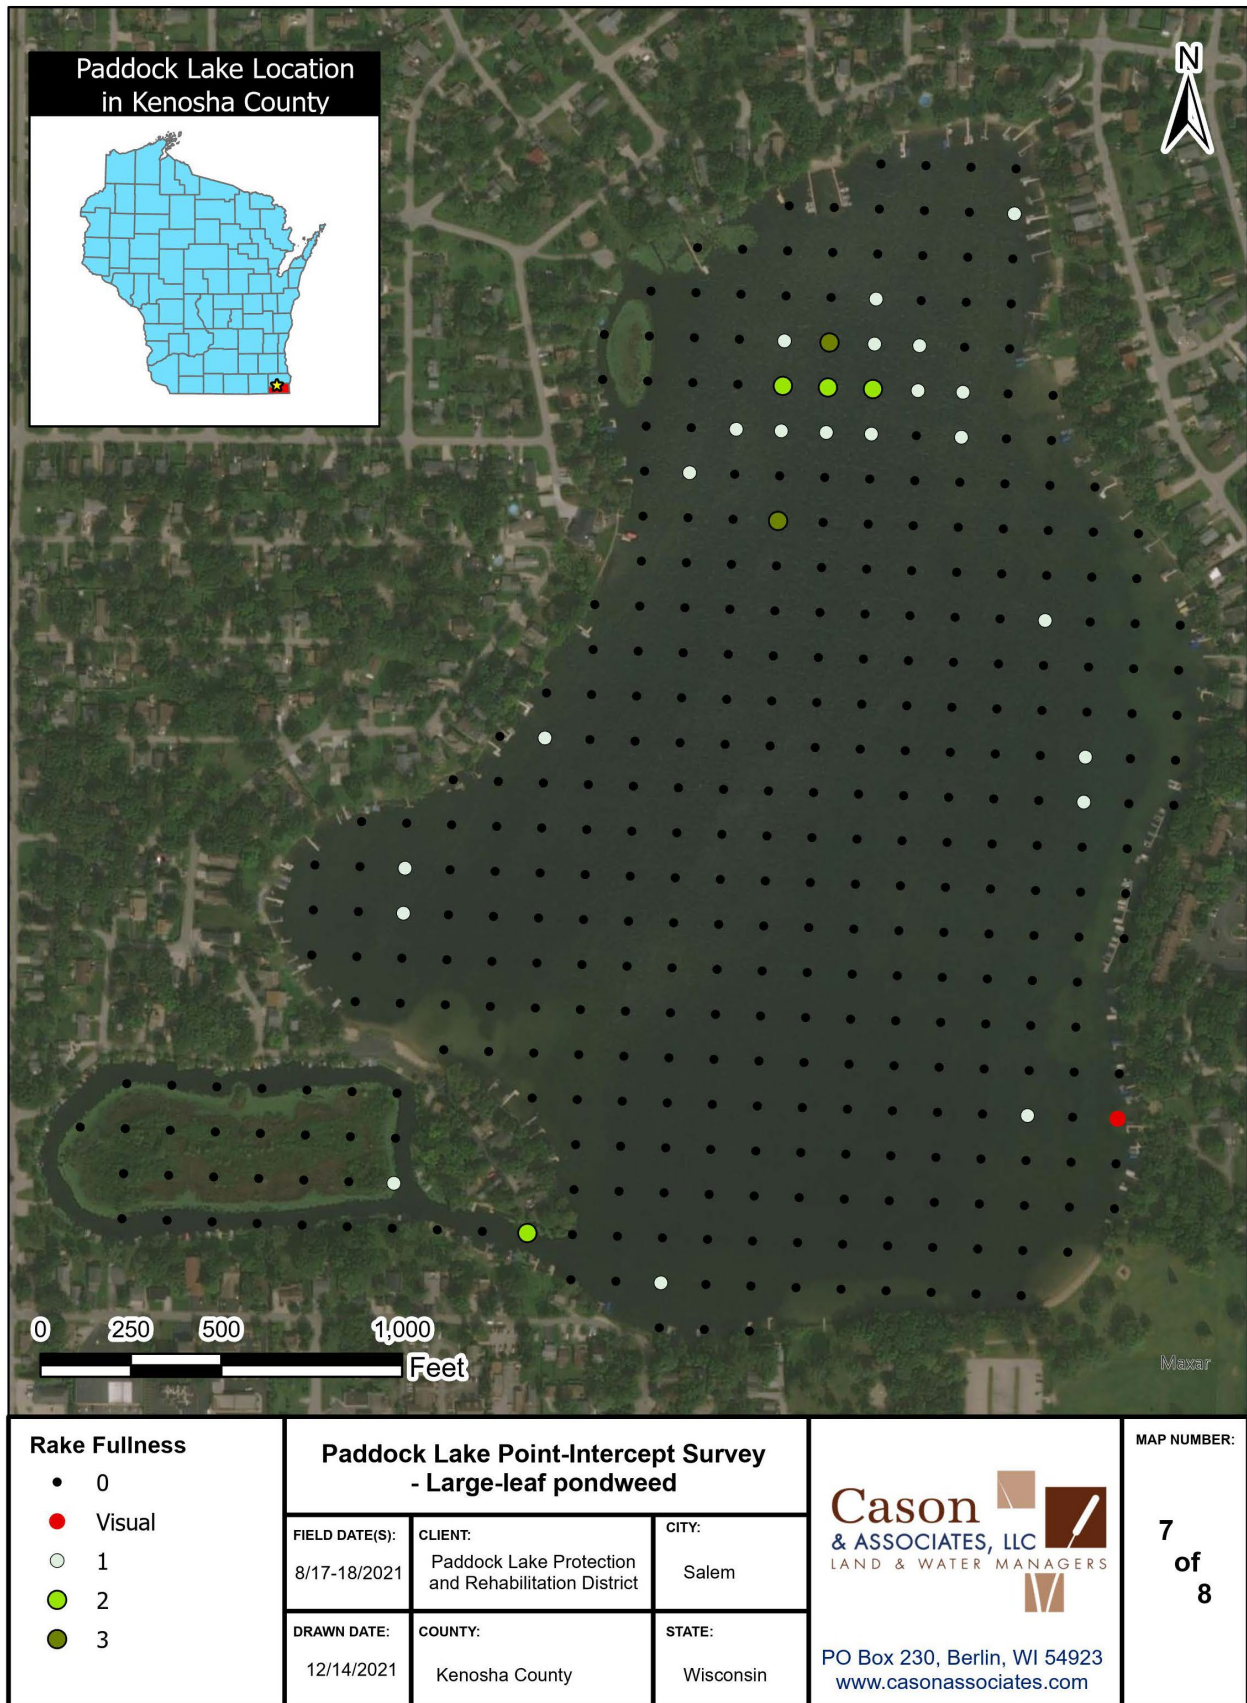 Paddock Lake Location
in Kenosha County
N
0 250 500 1,000
Feet
Maxar
Rake Fullness
0
Visual
1
2
3
Paddock Lake Point-Intercept Survey
- Large-leaf pondweed
FIELD DATE(S):
8/17-18/2021
CLIENT:
Paddock Lake Protection
and Rehabilitation District
CITY:
Salem
DRAWN DATE:
12/14/2021
COUNTY:
Kenosha County
STATE:
Wisconsin
Cason
& ASSOCIATES, LLC
LAND & WATER MANAGERS
PO Box 230, Berlin, WI 54923
www.casonassociates.com
MAP NUMBER:
7
of
8